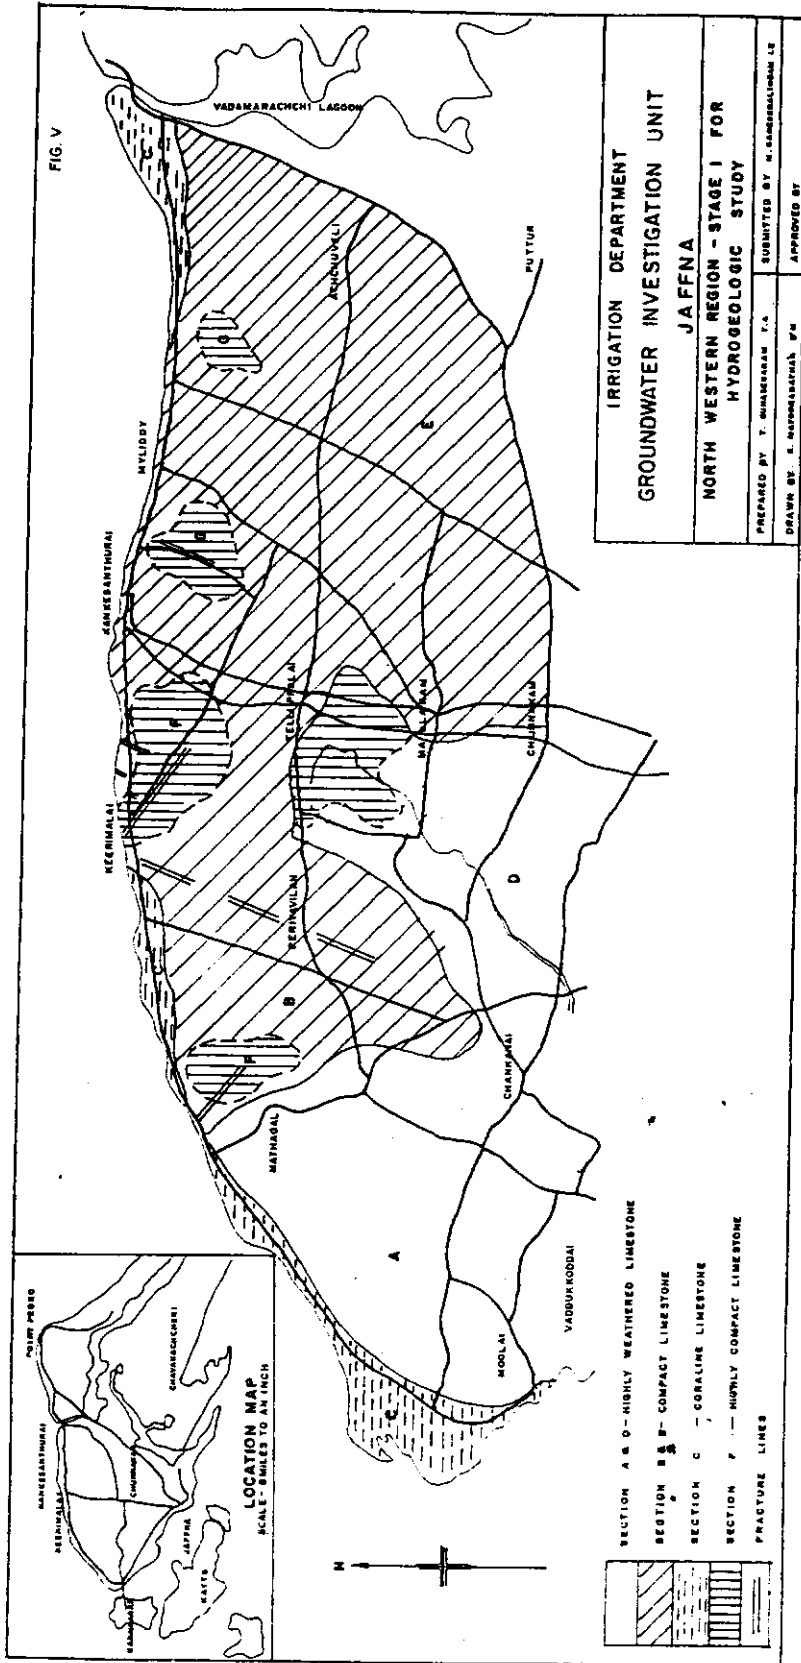 FIG. V
VADAMARACHCHI LAGOON
C
ACHCHUVELI
PUTTUR
MYLIDDY
G
E
KANKESANTHURAI
G
KEERIMALAI
F
TELLIPPALAI
MALLAKAM
CHUNNAKAM
KERIMVILAN
C
B
F
D
CHANKANAI
MATHAGAL
A
C
MOOLAI
VADDUKKODDAI
POINT PEDRO
KANKESANTHURAI
KEERIMALAI
CHUNNAKAM
CHAVAKACHCHERI
JAFFNA
KAYTS
LOCATION MAP
SCALE - 8 MILES TO AN INCH
N
SECTION A & D - HIGHLY WEATHERED LIMESTONE
SECTION B & E - COMPACT LIMESTONE
SECTION C - CORALINE LIMESTONE
SECTION F - HIGHLY COMPACT LIMESTONE
FRACTURE LINES
IRRIGATION DEPARTMENT
GROUNDWATER INVESTIGATION UNIT
JAFFNA
NORTH WESTERN REGION - STAGE I FOR
HYDROGEOLOGIC STUDY
PREPARED BY T.
SUBMITTED BY
DRAWN BY
APPROVED BY